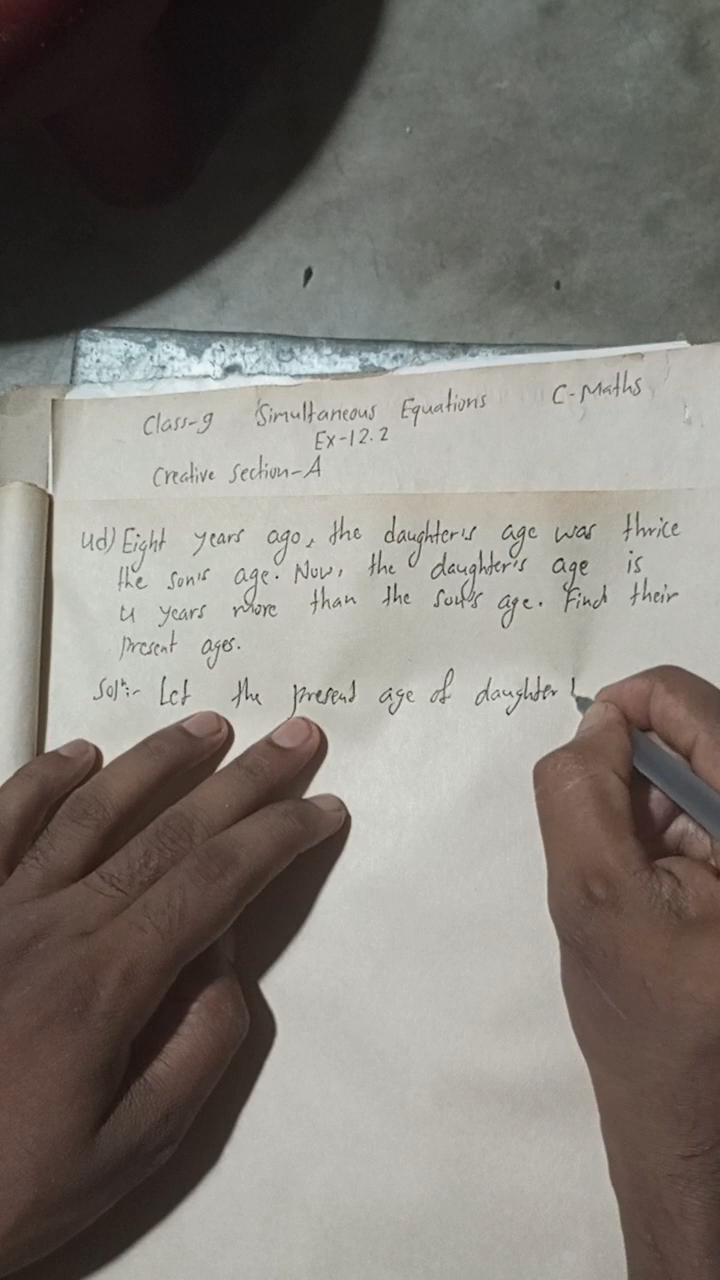 Class-9 Simultaneous Equations C-Maths
Ex-12.2
Creative Section-A
4d) Eight years ago, the daughter's age was thrice
the son's age. Now, the daughter's age is
4 years more than the son's age. Find their
present ages.
Solⁿ:- Let the present age of daughter b